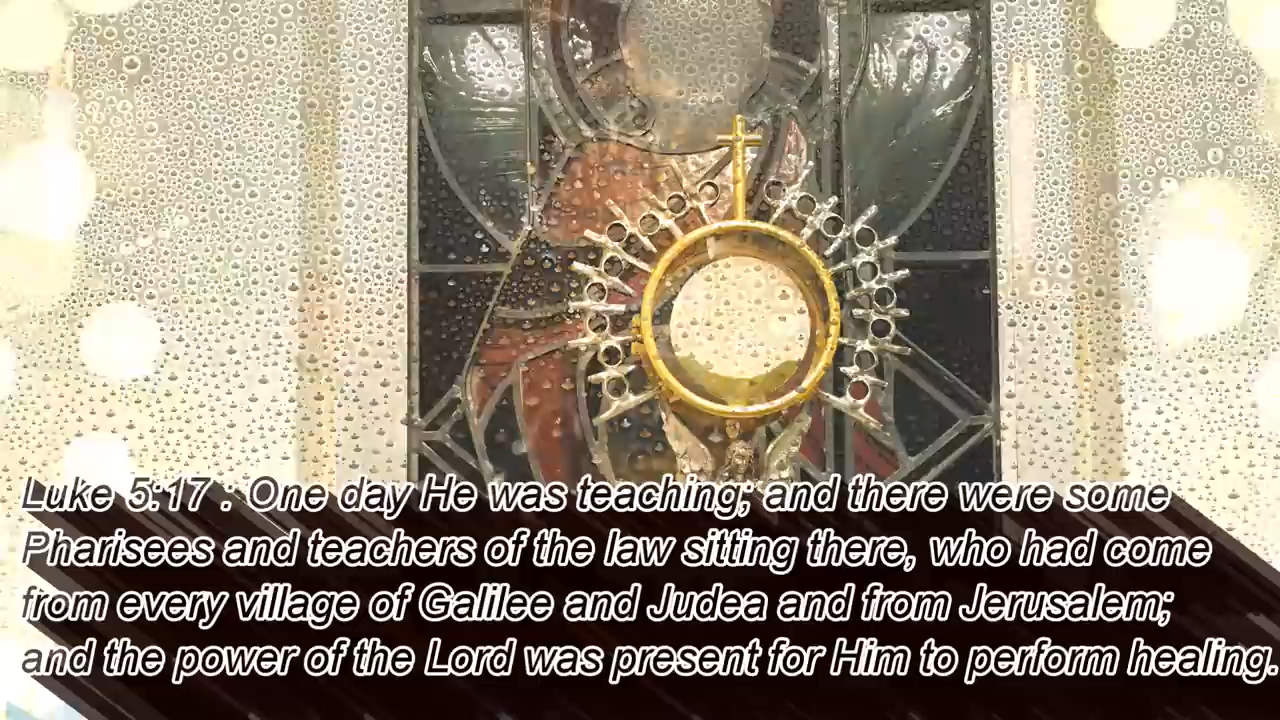 Luke 5:17 : One day He was teaching; and there were some
Pharisees and teachers of the law sitting there, who had come
from every village of Galilee and Judea and from Jerusalem;
and the power of the Lord was present for Him to perform healing.